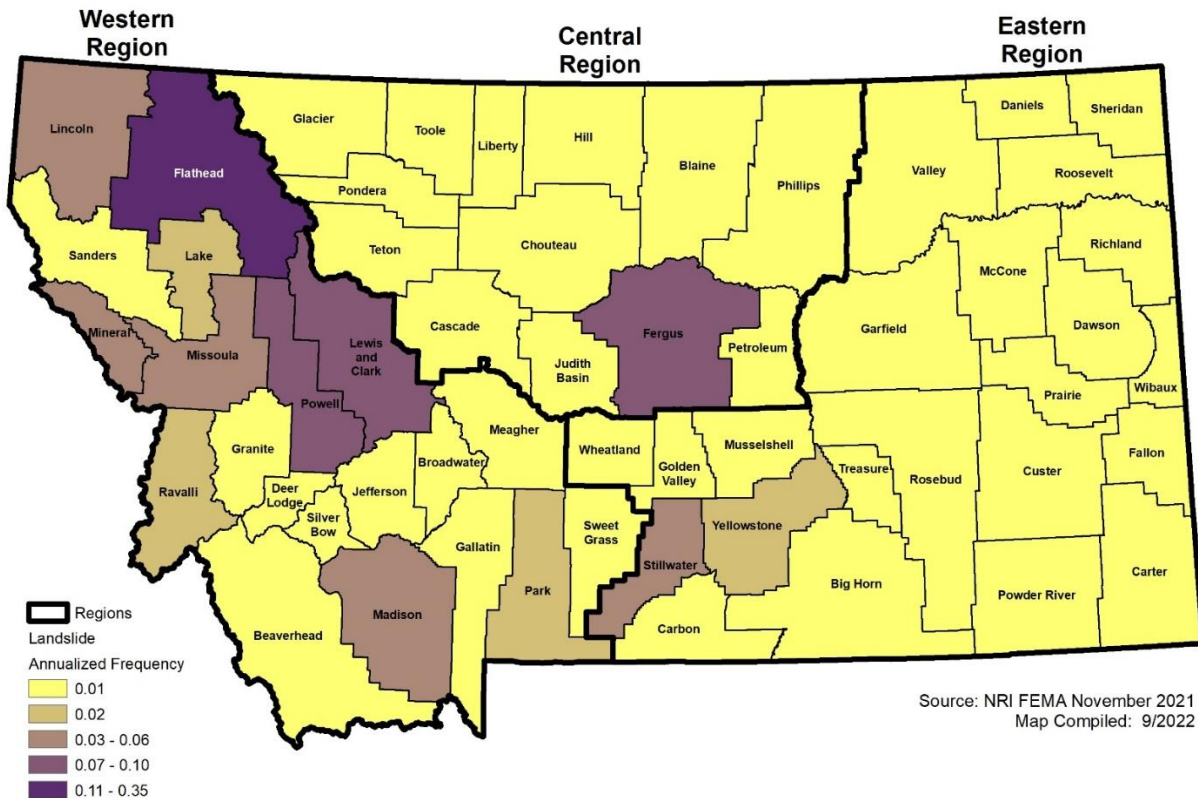 Western
Region
Central
Region
Eastern
Region
Lincoln
Flathead
Glacier
Toole
Liberty
Hill
Blaine
Phillips
Valley
Daniels
Sheridan
Roosevelt
Pondera
Teton
Chouteau
Sanders
Lake
Richland
McCone
Mineral
Missoula
Lewis
and
Clark
Powell
Cascade
Judith
Basin
Fergus
Petroleum
Garfield
Dawson
Wibaux
Prairie
Ravalli
Granite
Deer
Lodge
Silver
Bow
Jefferson
Broadwater
Meagher
Wheatland
Golden
Valley
Musselshell
Treasure
Rosebud
Custer
Fallon
Yellowstone
Stillwater
Sweet
Grass
Gallatin
Park
Madison
Beaverhead
Carbon
Big Horn
Powder River
Carter
Regions
Landslide
Annualized Frequency
0.01
0.02
0.03 - 0.06
0.07 - 0.10
0.11 - 0.35
Source: NRI FEMA November 2021
Map Compiled: 9/2022